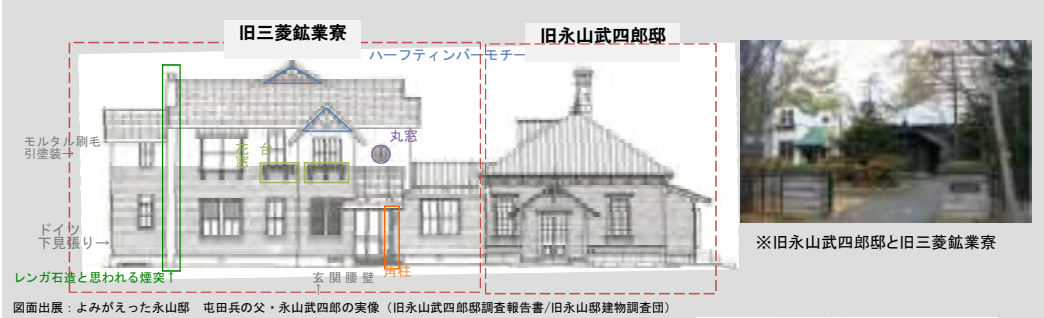 旧三菱鉱業寮
旧永山武四郎邸
ハーフティンバーモチー
丸窓
花台
窓
モルタル刷毛
引塗装→
ドイツ
下見張り→
角柱
レンガ石造と思われる煙突↑
玄関腰壁
↑
※旧永山武四郎邸と旧三菱鉱業寮
図面出展：よみがえった永山邸　屯田兵の父・永山武四郎の実像（旧永山武四郎邸調査報告書/旧永山邸建物調査団）